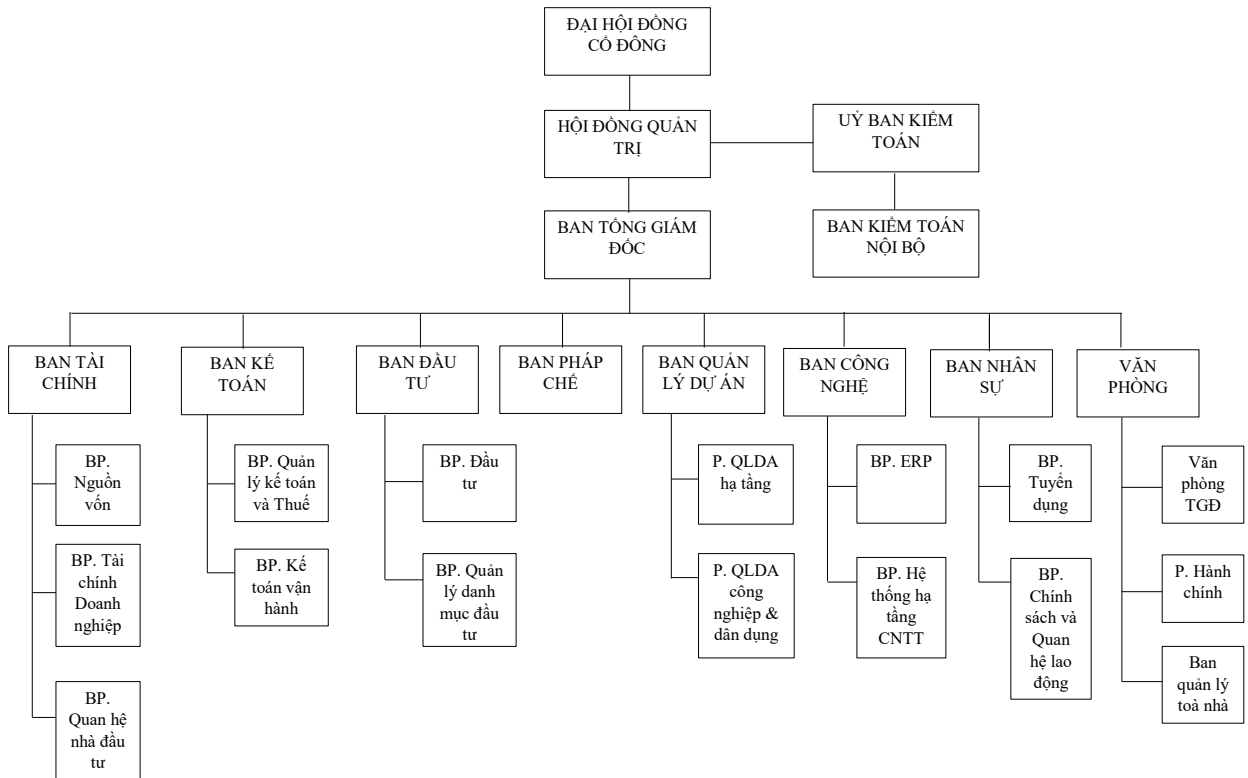 ĐẠI HỘI ĐỒNG
CỔ ĐÔNG
HỘI ĐỒNG QUẢN
TRỊ
UỶ BAN KIỂM
TOÁN
BAN TỔNG GIÁM
ĐỐC
BAN KIỂM TOÁN
NỘI BỘ
BAN TÀI
CHÍNH
BAN KẾ
TOÁN
BAN ĐẦU
TƯ
BAN PHÁP
CHẾ
BAN QUẢN
LÝ DỰ ÁN
BAN CÔNG
NGHỆ
BAN NHÂN
SỰ
VĂN
PHÒNG
BP.
Nguồn
vốn
BP. Quản
lý kế toán
và Thuế
BP. Đầu
tư
P. QLDA
hạ tầng
BP. ERP
BP.
Tuyển
dụng
Văn
phòng
TGĐ
BP. Tài
chính
Doanh
nghiệp
BP. Kế
toán vận
hành
BP. Quản
lý danh
mục đầu
tư
P. QLDA
công
nghiệp &
dân dụng
BP. Hệ
thống hạ
tầng
CNTT
BP.
Chính
sách và
Quan
hệ lao
động
P. Hành
chính
BP.
Quan hệ
nhà đầu
tư
Ban
quản lý
toà nhà